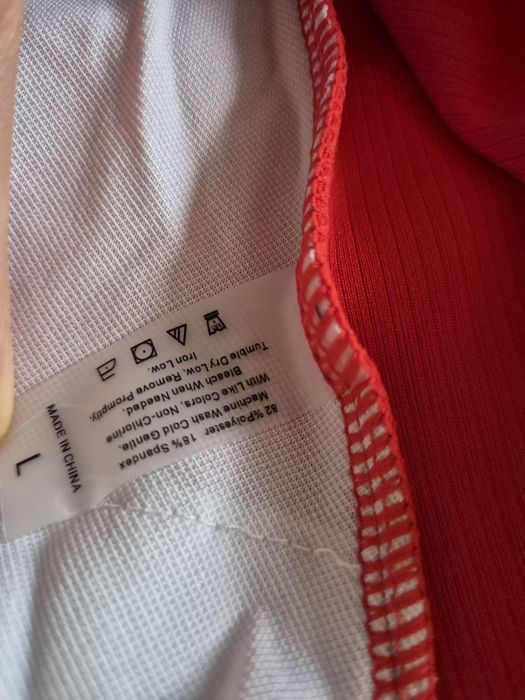 82 %Polyester 18% Spandex
Machine Wash Cold Gentle.
With Like Colors. Non-Chlorine
Bleach When Needed.
Tumble Dry Low. Remove Promptly.
Iron Low.
MADE IN CHINA
L